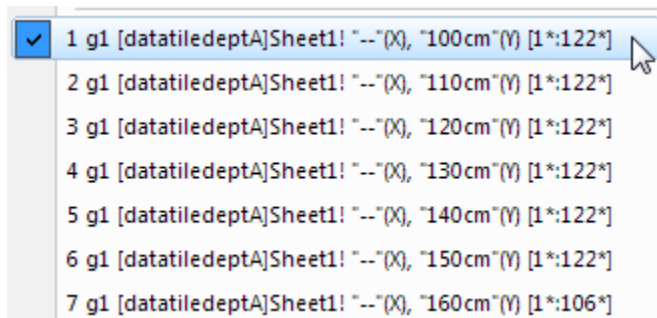 1 g1 [datatiledeptA]Sheet1! "--"(X), "100cm"(Y) [1*:122*]
2 g1 [datatiledeptA]Sheet1! "--"(X), "110cm"(Y) [1*:122*]
3 g1 [datatiledeptA]Sheet1! "--"(X), "120cm"(Y) [1*:122*]
4 g1 [datatiledeptA]Sheet1! "--"(X), "130cm"(Y) [1*:122*]
5 g1 [datatiledeptA]Sheet1! "--"(X), "140cm"(Y) [1*:122*]
6 g1 [datatiledeptA]Sheet1! "--"(X), "150cm"(Y) [1*:122*]
7 g1 [datatiledeptA]Sheet1! "--"(X), "160cm"(Y) [1*:106*]